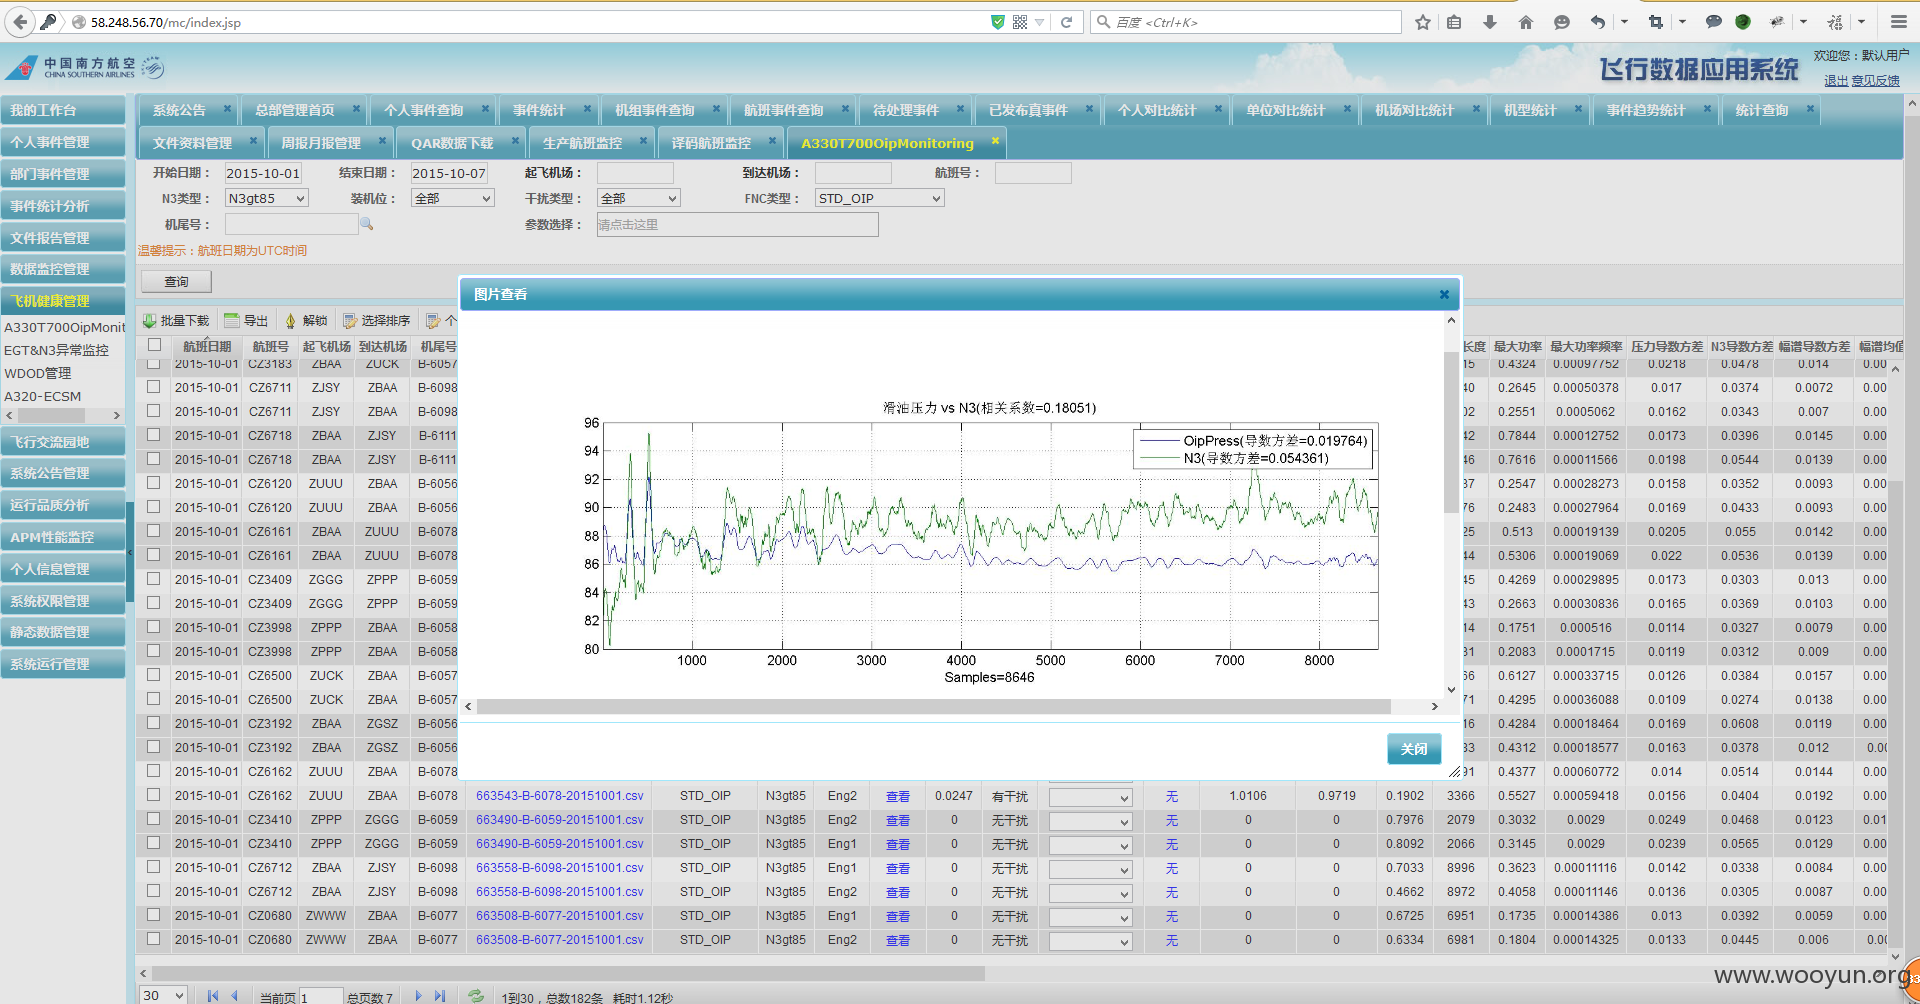 58.248.56.70/mc/index.jsp
百度 <Ctrl+K>
中国南方航空
CHINA SOUTHERN AIRLINES
飞行数据应用系统
欢迎您：默认用户
退出 意见反馈
我的工作台
个人事件管理
部门事件管理
事件统计分析
文件报告管理
数据监控管理
飞机健康管理
A330T700OipMonit
EGT&N3异常监控
WDOD管理
A320-ECSM
飞行交流园地
系统公告管理
运行品质分析
APM性能监控
个人信息管理
系统权限管理
静态数据管理
系统运行管理
系统公告 总部管理首页 个人事件查询 事件统计 机组事件查询 航班事件查询 待处理事件 已发布真事件 个人对比统计 单位对比统计 机场对比统计 机型统计 事件趋势统计 统计查询
文件资料管理 周报月报管理 QAR数据下载 生产航班监控 译码航班监控 A330T700OipMonitoring
开始日期： 2015-10-01 结束日期： 2015-10-07 起飞机场： 到达机场： 航班号：
N3类型： N3gt85 装机位： 全部 干扰类型： 全部 FNC类型： STD_OIP
机尾号： 参数选择： 请点击这里
温馨提示：航班日期为UTC时间
查询
批量下载 导出 解锁 选择排序 个
航班日期 航班号 起飞机场 到达机场 机尾号 长度 最大功率 最大功率频率 压力导数方差 N3导数方差 幅谱导数方差 幅谱均值
2015-10-01 CZ3183 ZBAA ZUCK B-6057 15 0.4324 0.00097752 0.0218 0.0478 0.014 0.00
2015-10-01 CZ6711 ZJSY ZBAA B-6098 40 0.2645 0.00050378 0.017 0.0374 0.0072 0.00
2015-10-01 CZ6711 ZJSY ZBAA B-6098 02 0.2551 0.0005062 0.0162 0.0343 0.007 0.00
2015-10-01 CZ6718 ZBAA ZJSY B-6111 42 0.7844 0.00012752 0.0173 0.0396 0.0145 0.00
2015-10-01 CZ6718 ZBAA ZJSY B-6111 46 0.7616 0.00011566 0.0198 0.0544 0.0139 0.00
2015-10-01 CZ6120 ZUUU ZBAA B-6056 37 0.2547 0.00028273 0.0158 0.0352 0.0093 0.00
2015-10-01 CZ6120 ZUUU ZBAA B-6056 76 0.2483 0.00027964 0.0169 0.0433 0.0093 0.00
2015-10-01 CZ6161 ZBAA ZUUU B-6078 25 0.513 0.00019139 0.0205 0.055 0.0142 0.00
2015-10-01 CZ6161 ZBAA ZUUU B-6078 44 0.5306 0.00019069 0.022 0.0536 0.0139 0.00
2015-10-01 CZ3409 ZGGG ZPPP B-6059 45 0.4269 0.00029895 0.0173 0.0303 0.013 0.00
2015-10-01 CZ3409 ZGGG ZPPP B-6059 43 0.2663 0.00030836 0.0165 0.0369 0.0103 0.00
2015-10-01 CZ3998 ZPPP ZBAA B-6058 14 0.1751 0.000516 0.0114 0.0327 0.0079 0.00
2015-10-01 CZ3998 ZPPP ZBAA B-6058 31 0.2083 0.0001715 0.0119 0.0312 0.009 0.00
2015-10-01 CZ6500 ZUCK ZBAA B-6057 66 0.6127 0.00033715 0.0126 0.0384 0.0157 0.00
2015-10-01 CZ6500 ZUCK ZBAA B-6057 71 0.4295 0.00036088 0.0109 0.0274 0.0138 0.00
2015-10-01 CZ3192 ZBAA ZGSZ B-6056 16 0.4284 0.00018464 0.0169 0.0608 0.0119 0.00
2015-10-01 CZ3192 ZBAA ZGSZ B-6056 33 0.4312 0.00018577 0.0163 0.0378 0.012 0.00
2015-10-01 CZ6162 ZUUU ZBAA B-6078 91 0.4377 0.00060772 0.014 0.0514 0.0144 0.00
2015-10-01 CZ6162 ZUUU ZBAA B-6078 663543-B-6078-20151001.csv STD_OIP N3gt85 Eng2 查看 0.0247 有干扰 无 1.0106 0.9719 0.1902 3366 0.5527 0.00059418 0.0156 0.0404 0.0192 0.00
2015-10-01 CZ3410 ZPPP ZGGG B-6059 663490-B-6059-20151001.csv STD_OIP N3gt85 Eng2 查看 0 无干扰 无 0 0 0.7976 2079 0.3032 0.0029 0.0249 0.0468 0.0123 0.01
2015-10-01 CZ3410 ZPPP ZGGG B-6059 663490-B-6059-20151001.csv STD_OIP N3gt85 Eng1 查看 0 无干扰 无 0 0 0.8092 2066 0.3145 0.0029 0.0239 0.0565 0.0129 0.00
2015-10-01 CZ6712 ZBAA ZJSY B-6098 663558-B-6098-20151001.csv STD_OIP N3gt85 Eng1 查看 0 无干扰 无 0 0 0.7033 8996 0.3623 0.00011116 0.0142 0.0338 0.0084 0.00
2015-10-01 CZ6712 ZBAA ZJSY B-6098 663558-B-6098-20151001.csv STD_OIP N3gt85 Eng2 查看 0 无干扰 无 0 0 0.4662 8972 0.4058 0.00011146 0.0136 0.0305 0.0087 0.00
2015-10-01 CZ0680 ZWWW ZBAA B-6077 663508-B-6077-20151001.csv STD_OIP N3gt85 Eng1 查看 0 无干扰 无 0 0 0.6725 6951 0.1735 0.00014386 0.013 0.0392 0.0059 0.00
2015-10-01 CZ0680 ZWWW ZBAA B-6077 663508-B-6077-20151001.csv STD_OIP N3gt85 Eng2 查看 0 无干扰 无 0 0 0.6334 6981 0.1804 0.00014325 0.0133 0.0445 0.006 0.00
图片查看
滑油压力 vs N3(相关系数=0.18051)
OipPress(导数方差=0.019764)
N3(导数方差=0.054361)
96
94
92
90
88
86
84
82
80
1000 2000 3000 4000 5000 6000 7000 8000
Samples=8646
关闭
30 当前页 1 总页数 7 1到30，总数182条 耗时1.12秒
www.wooyun.org